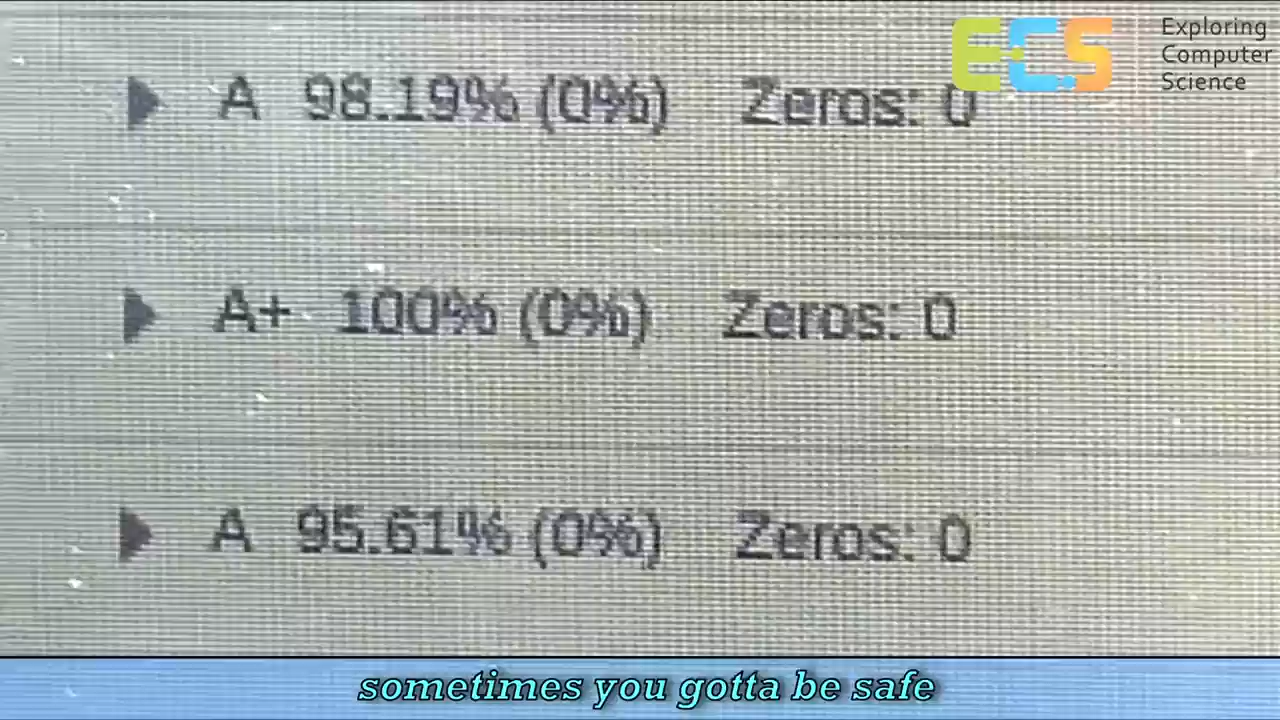 ECS
Exploring
Computer
Science
A 98.19% (0%) Zeros: 0
A+ 100% (0%) Zeros: 0
A 95.61% (0%) Zeros: 0
sometimes you gotta be safe